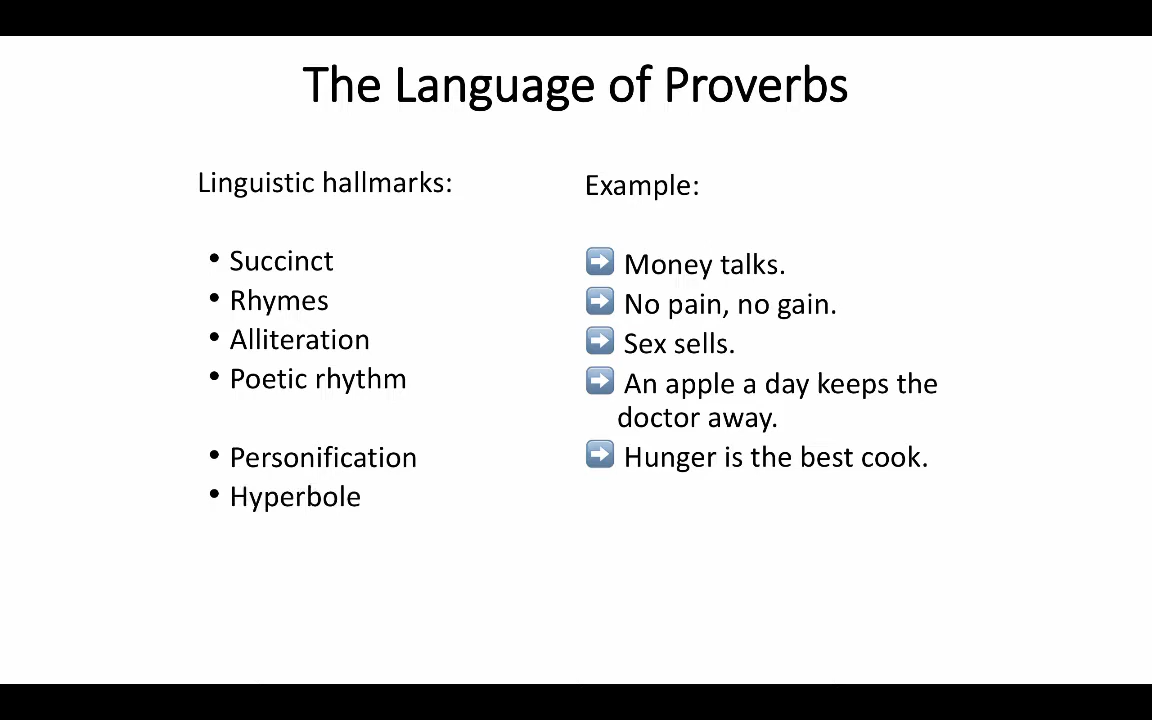 The Language of Proverbs
Linguistic hallmarks:
• Succinct
• Rhymes
• Alliteration
• Poetic rhythm
• Personification
• Hyperbole
Example:
➡ Money talks.
➡ No pain, no gain.
➡ Sex sells.
➡ An apple a day keeps the
doctor away.
➡ Hunger is the best cook.